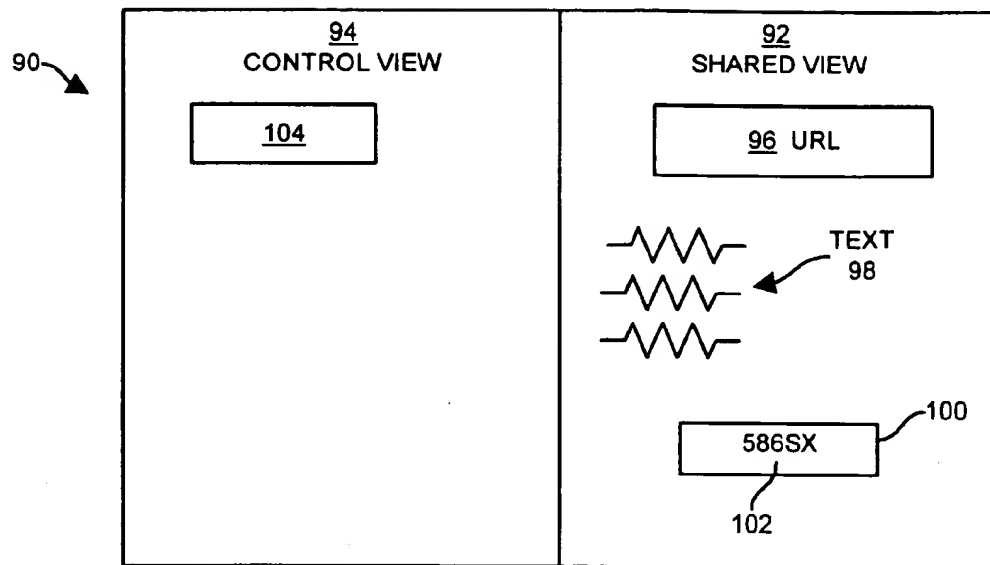 90
94
CONTROL VIEW
104
92
SHARED VIEW
96 URL
TEXT
98
586SX
100
102